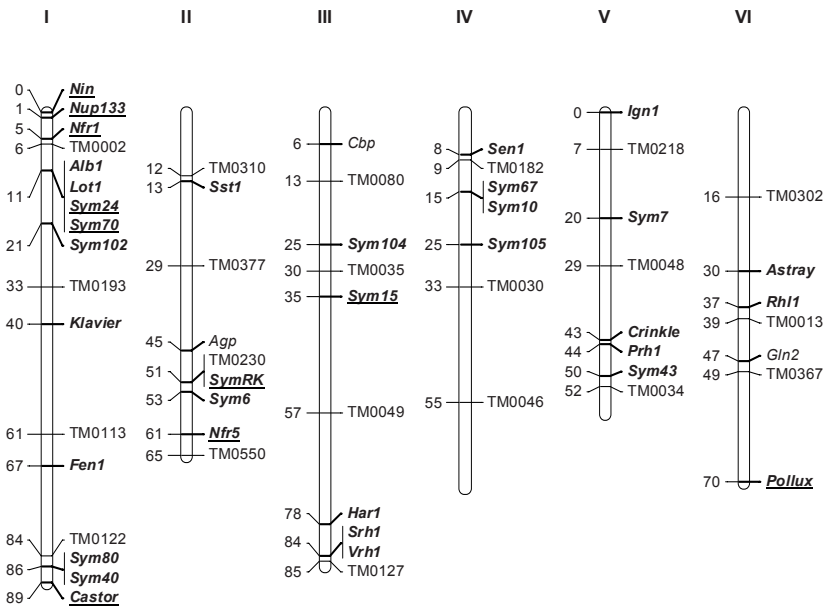 I II III IV V VI
0 Nin
1 Nup133
5 Nfr1
6 TM0002
Alb1
Lot1
11 Sym24
Sym70
21 Sym102
33 TM0193
40 Klavier
61 TM0113
67 Fen1
84 TM0122
Sym80
86 Sym40
89 Castor
12 TM0310
13 Sst1
29 TM0377
45 Agp
TM0230
51 SymRK
53 Sym6
61 Nfr5
65 TM0550
6 Cbp
13 TM0080
25 Sym104
30 TM0035
35 Sym15
57 TM0049
78 Har1
Srh1
84 Vrh1
85 TM0127
8 Sen1
9 TM0182
Sym67
15 Sym10
25 Sym105
33 TM0030
55 TM0046
0 Ign1
7 TM0218
20 Sym7
29 TM0048
43 Crinkle
44 Prh1
50 Sym43
52 TM0034
16 TM0302
30 Astray
37 Rhl1
39 TM0013
47 Gln2
49 TM0367
70 Pollux